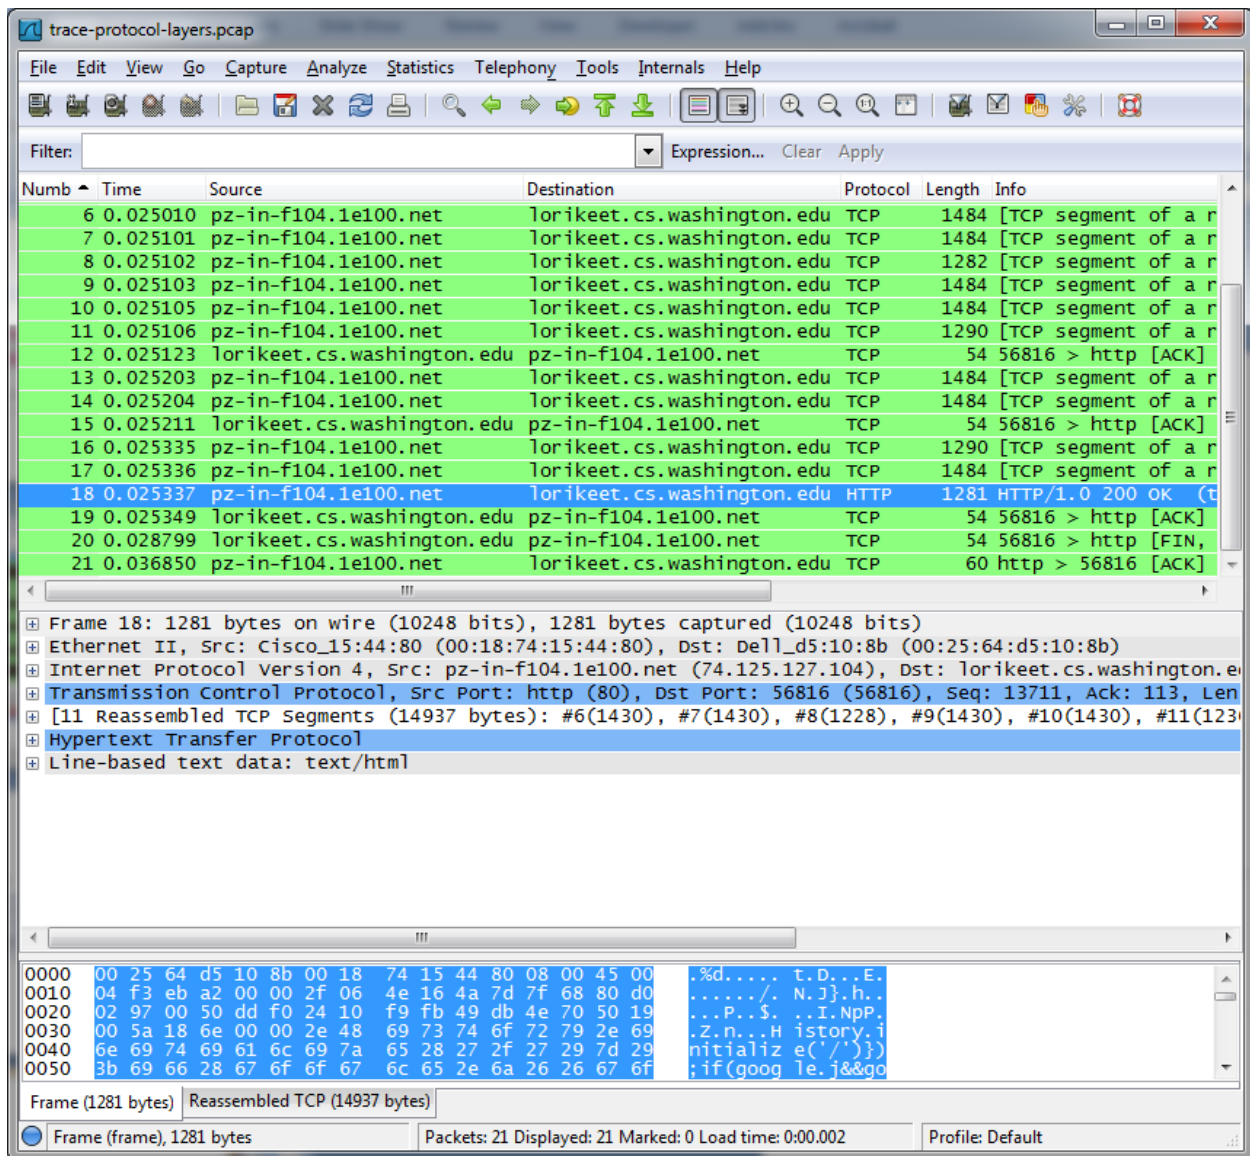 trace-protocol-layers.pcap
File Edit View Go Capture Analyze Statistics Telephony Tools Internals Help
Filter: Expression... Clear Apply
Numb Time Source Destination Protocol Length Info
6 0.025010 pz-in-f104.1e100.net lorikeet.cs.washington.edu TCP 1484 [TCP segment of a r
7 0.025101 pz-in-f104.1e100.net lorikeet.cs.washington.edu TCP 1484 [TCP segment of a r
8 0.025102 pz-in-f104.1e100.net lorikeet.cs.washington.edu TCP 1282 [TCP segment of a r
9 0.025103 pz-in-f104.1e100.net lorikeet.cs.washington.edu TCP 1484 [TCP segment of a r
10 0.025105 pz-in-f104.1e100.net lorikeet.cs.washington.edu TCP 1484 [TCP segment of a r
11 0.025106 pz-in-f104.1e100.net lorikeet.cs.washington.edu TCP 1290 [TCP segment of a r
12 0.025123 lorikeet.cs.washington.edu pz-in-f104.1e100.net TCP 54 56816 > http [ACK]
13 0.025203 pz-in-f104.1e100.net lorikeet.cs.washington.edu TCP 1484 [TCP segment of a r
14 0.025204 pz-in-f104.1e100.net lorikeet.cs.washington.edu TCP 1484 [TCP segment of a r
15 0.025211 lorikeet.cs.washington.edu pz-in-f104.1e100.net TCP 54 56816 > http [ACK]
16 0.025335 pz-in-f104.1e100.net lorikeet.cs.washington.edu TCP 1290 [TCP segment of a r
17 0.025336 pz-in-f104.1e100.net lorikeet.cs.washington.edu TCP 1484 [TCP segment of a r
18 0.025337 pz-in-f104.1e100.net lorikeet.cs.washington.edu HTTP 1281 HTTP/1.0 200 OK (t
19 0.025349 lorikeet.cs.washington.edu pz-in-f104.1e100.net TCP 54 56816 > http [ACK]
20 0.028799 lorikeet.cs.washington.edu pz-in-f104.1e100.net TCP 54 56816 > http [FIN,
21 0.036850 pz-in-f104.1e100.net lorikeet.cs.washington.edu TCP 60 http > 56816 [ACK]
Frame 18: 1281 bytes on wire (10248 bits), 1281 bytes captured (10248 bits)
Ethernet II, Src: Cisco_15:44:80 (00:18:74:15:44:80), Dst: Dell_d5:10:8b (00:25:64:d5:10:8b)
Internet Protocol Version 4, Src: pz-in-f104.1e100.net (74.125.127.104), Dst: lorikeet.cs.washington.e
Transmission Control Protocol, Src Port: http (80), Dst Port: 56816 (56816), Seq: 13711, Ack: 113, Len
[11 Reassembled TCP Segments (14937 bytes): #6(1430), #7(1430), #8(1228), #9(1430), #10(1430), #11(123
Hypertext Transfer Protocol
Line-based text data: text/html
0000 00 25 64 d5 10 8b 00 18 74 15 44 80 08 00 45 00 .%d..... t.D...E.
0010 04 f3 eb a2 00 00 2f 06 4e 16 4a 7d 7f 68 80 d0 ....../. N.J}.h..
0020 02 97 00 50 dd f0 24 10 f9 fb 49 db 4e 70 50 19 ...P..$. ..I.NpP.
0030 00 5a 18 6e 00 00 2e 48 69 73 74 6f 72 79 2e 69 .Z.n...H istory.i
0040 6e 69 74 69 61 6c 69 7a 65 28 27 2f 27 29 7d 29 nitializ e('/')})
0050 3b 69 66 28 67 6f 6f 67 6c 65 2e 6a 26 26 67 6f ;if(goog le.j&&go
Frame (1281 bytes) Reassembled TCP (14937 bytes)
Frame (frame), 1281 bytes Packets: 21 Displayed: 21 Marked: 0 Load time: 0:00.002 Profile: Default